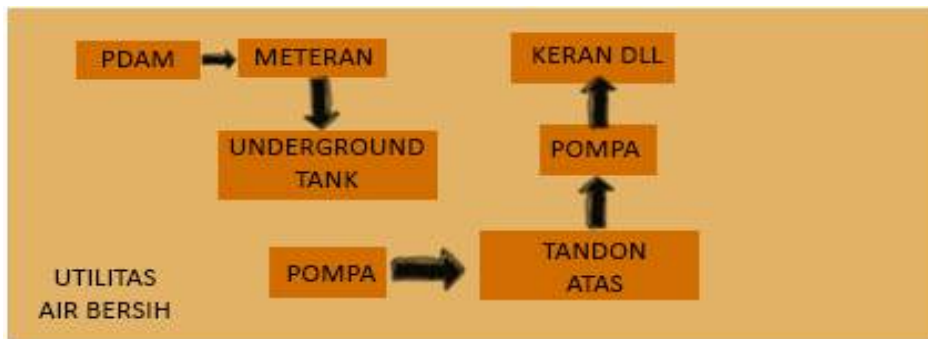 PDAM
METERAN
UNDERGROUND
TANK
POMPA
TANDON
ATAS
POMPA
KERAN DLL
UTILITAS
AIR BERSIH